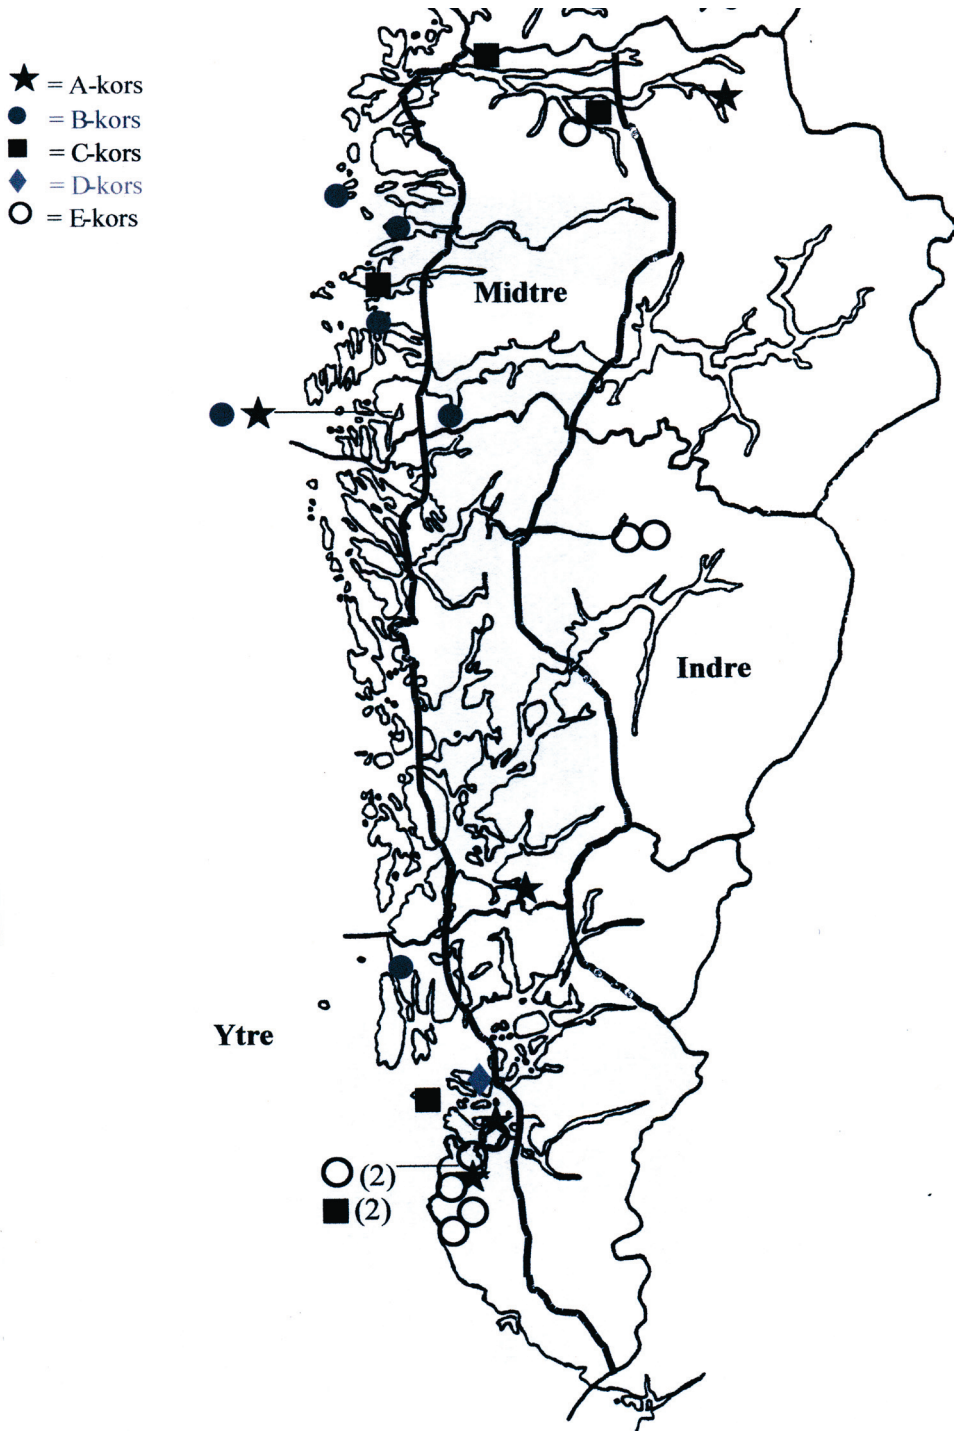 = A-kors
= B-kors
= C-kors
= D-kors
= E-kors
Midtre
Indre
Ytre
(2)
(2)